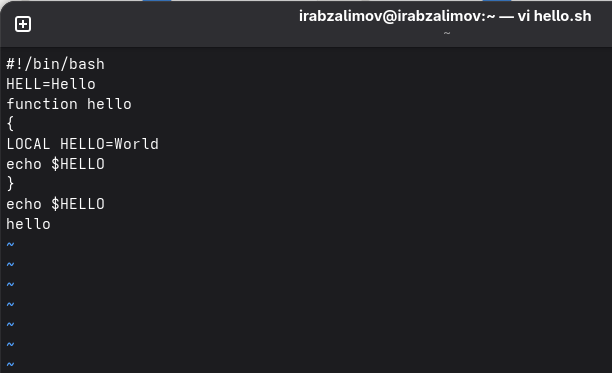 irabzalimov@irabzalimov:~ — vi hello.sh
~
#!/bin/bash
HELL=Hello
function hello
{
LOCAL HELLO=World
echo $HELLO
}
echo $HELLO
hello
~
~
~
~
~
~
~